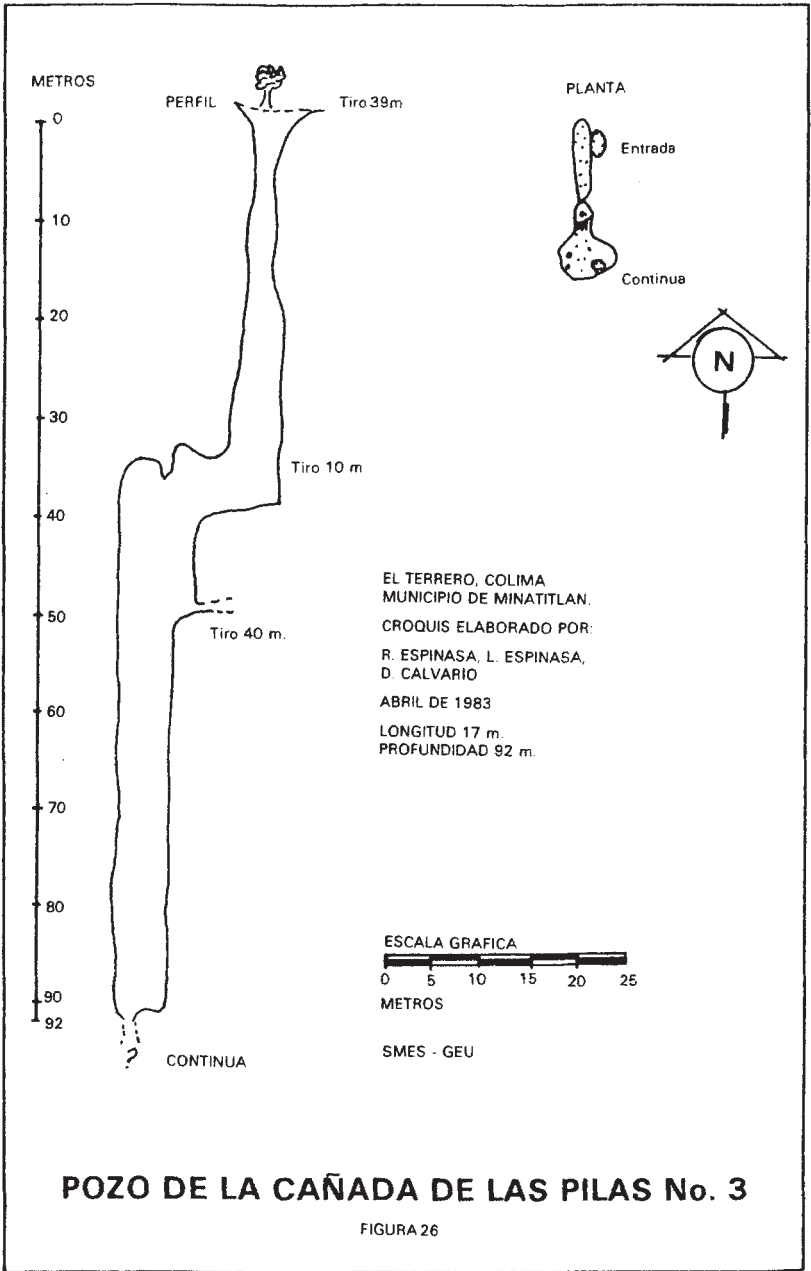 METROS
PERFIL
Tiro 39m
0
10
20
30
40
50
60
70
80
90
92
Tiro 10 m
Tiro 40 m.
?
CONTINUA
PLANTA
Entrada
Continua
N
EL TERRERO, COLIMA
MUNICIPIO DE MINATITLAN.
CROQUIS ELABORADO POR:
R. ESPINASA, L. ESPINASA,
D. CALVARIO
ABRIL DE 1983
LONGITUD 17 m.
PROFUNDIDAD 92 m.
ESCALA GRAFICA
0 5 10 15 20 25
METROS
SMES - GEU
POZO DE LA CAÑADA DE LAS PILAS No. 3
FIGURA 26